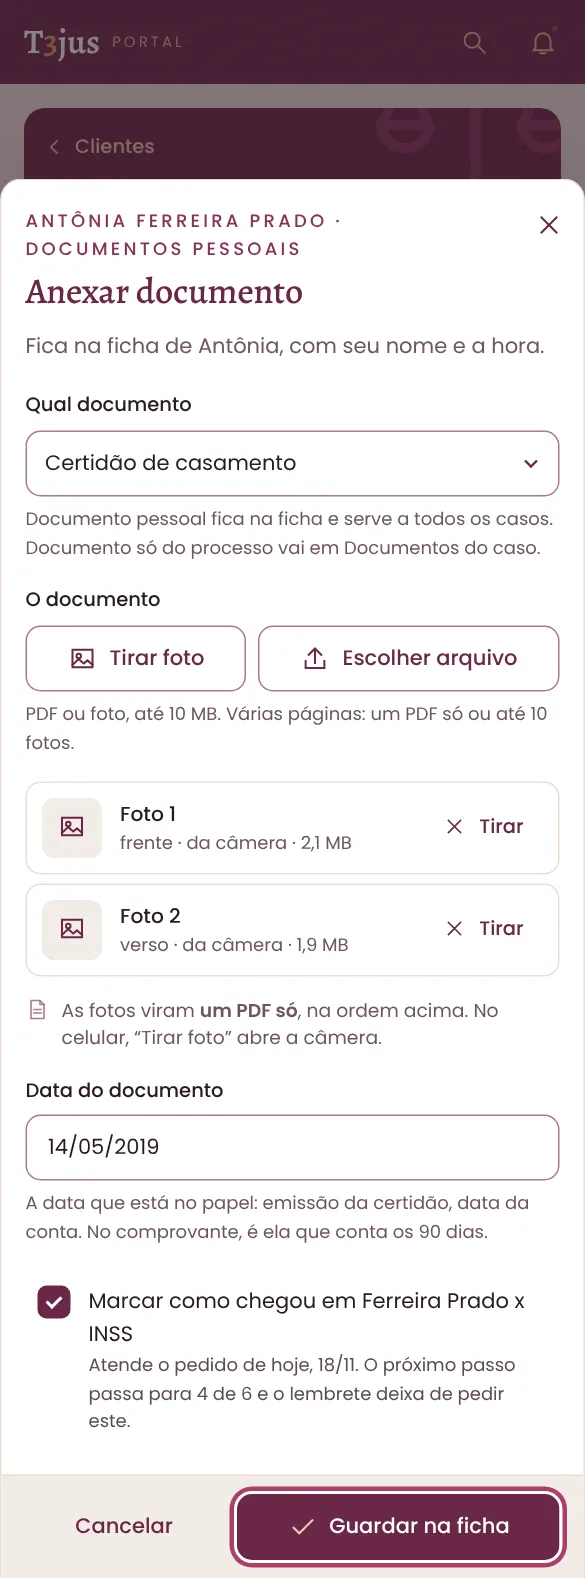 T3jus PORTAL
Clientes
ANTÔNIA FERREIRA PRADO ·
DOCUMENTOS PESSOAIS
Anexar documento
Fica na ficha de Antônia, com seu nome e a hora.
Qual documento
Certidão de casamento
Documento pessoal fica na ficha e serve a todos os casos.
Documento só do processo vai em Documentos do caso.
O documento
Tirar foto
Escolher arquivo
PDF ou foto, até 10 MB. Várias páginas: um PDF só ou até 10
fotos.
Foto 1
frente · da câmera · 2,1 MB
Tirar
Foto 2
verso · da câmera · 1,9 MB
Tirar
As fotos viram um PDF só, na ordem acima. No
celular, “Tirar foto” abre a câmera.
Data do documento
14/05/2019
A data que está no papel: emissão da certidão, data da
conta. No comprovante, é ela que conta os 90 dias.
Marcar como chegou em Ferreira Prado x
INSS
Atende o pedido de hoje, 18/11. O próximo passo
passa para 4 de 6 e o lembrete deixa de pedir
este.
Cancelar
Guardar na ficha